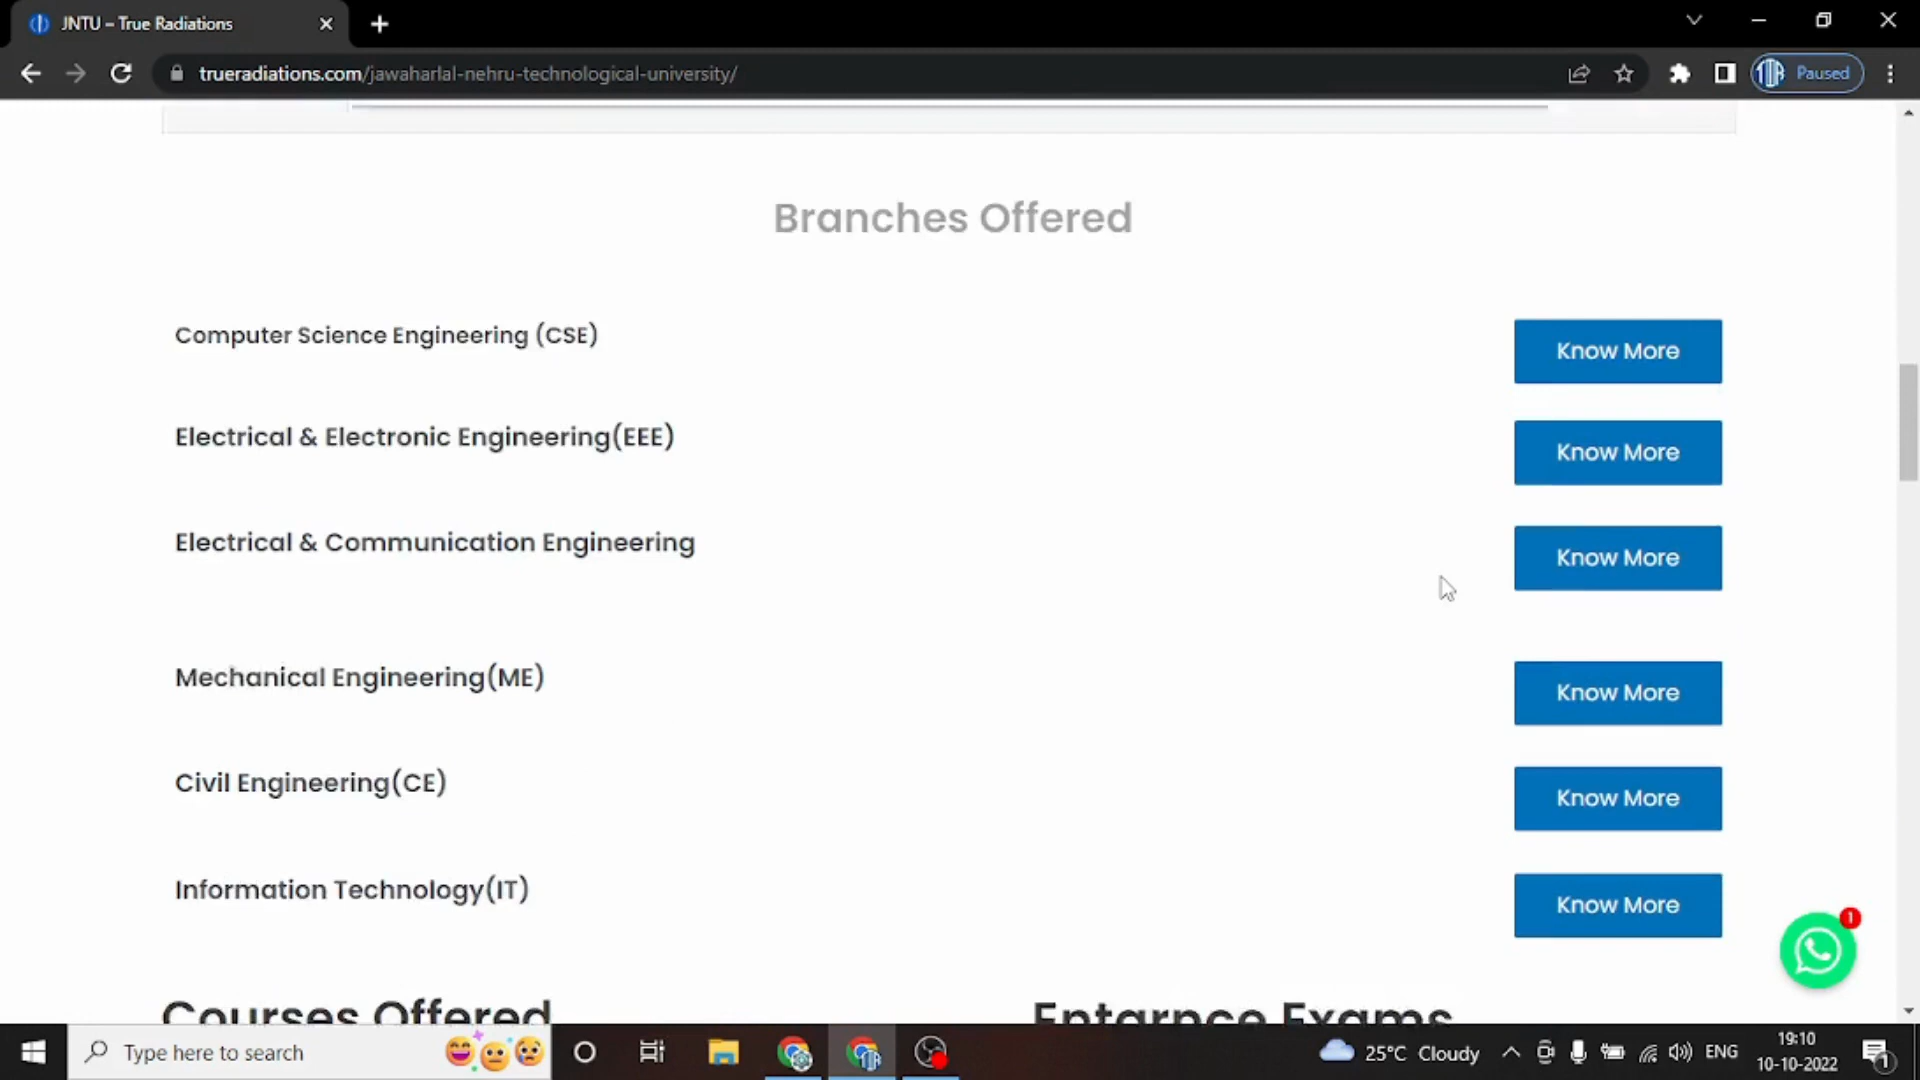 JNTU – True Radiations
trueradiations.com/jawaharlal-nehru-technological-university/
Paused
Branches Offered
Computer Science Engineering (CSE)
Know More
Electrical & Electronic Engineering(EEE)
Know More
Electrical & Communication Engineering
Know More
Mechanical Engineering(ME)
Know More
Civil Engineering(CE)
Know More
Information Technology(IT)
Know More
1
Courses Offered
Entarnce Exams
Type here to search
25°C Cloudy
ENG
19:10
10-10-2022
1